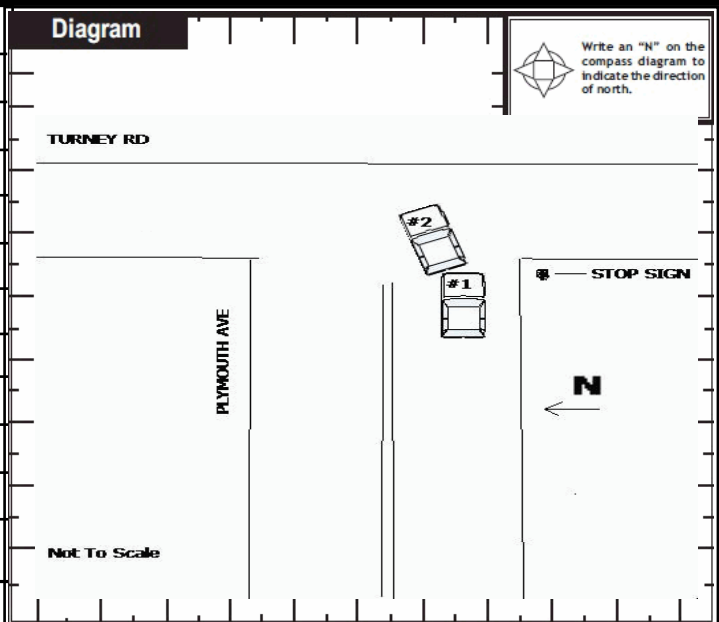 Diagram
Write an "N" on the
compass diagram to
indicate the direction
of north.
TURNEY RD
#2
#1
STOP SIGN
PLYMOUTH AVE
N
Not To Scale